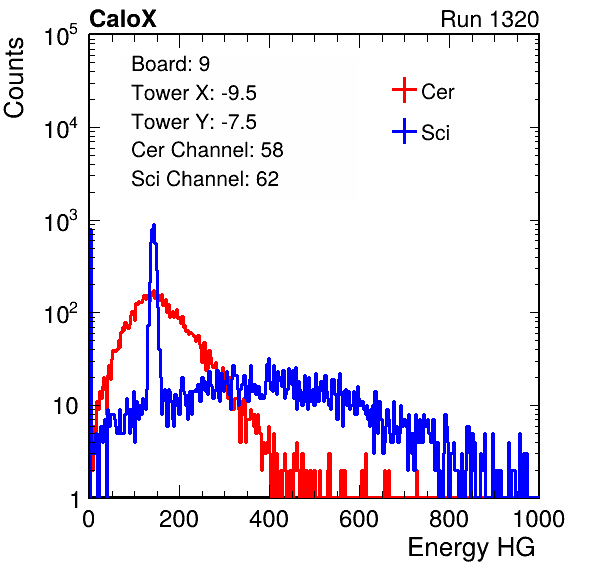 CaloX Run 1320
Counts
10^5
10^4
10^3
10^2
10
1
Board: 9
Tower X: -9.5
Tower Y: -7.5
Cer Channel: 58
Sci Channel: 62
Cer
Sci
0 200 400 600 800 1000
Energy HG